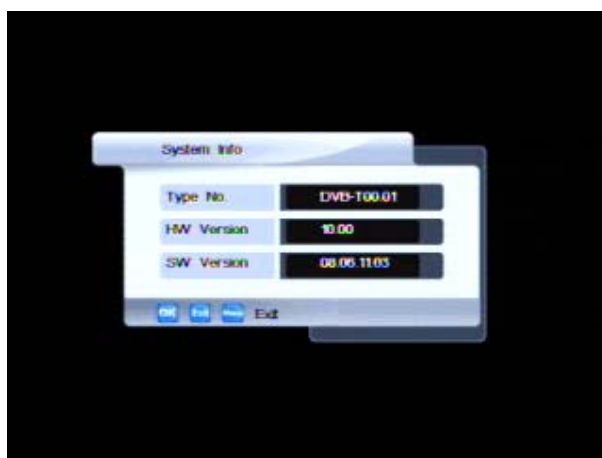 System Info
Type No. DVB-T00.01
HW Version 10.00
SW Version 08.06.11.03
OK Exit Menu Exit